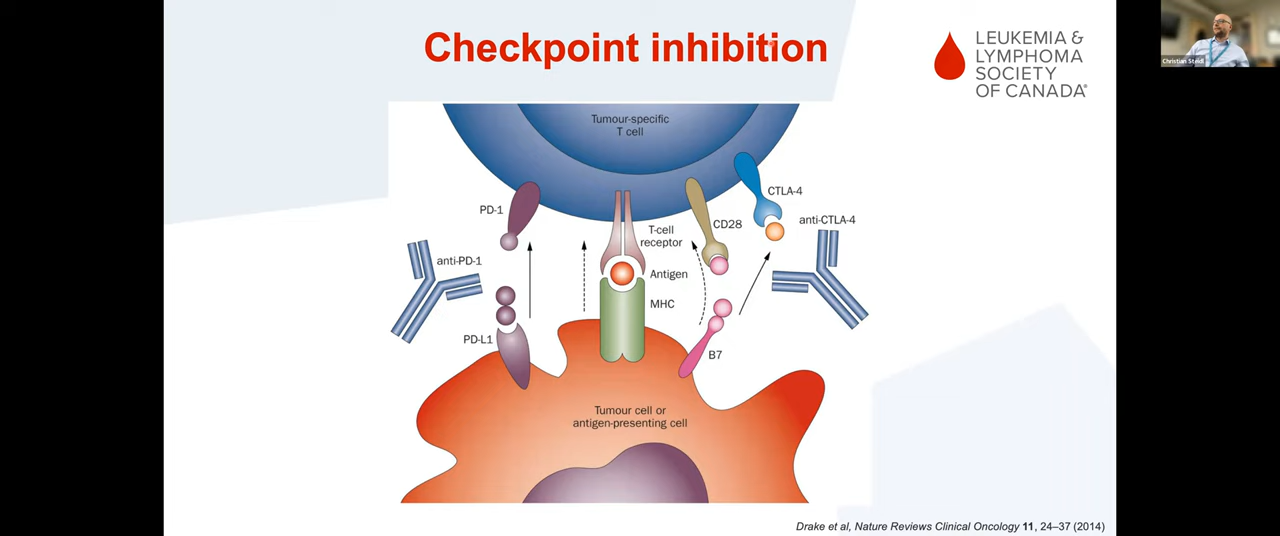 Checkpoint inhibition
LEUKEMIA &
LYMPHOMA
SOCIETY
OF CANADA®
Christian Steidl
Tumour-specific
T cell
PD-1
CTLA-4
CD28
anti-CTLA-4
T-cell
receptor
anti-PD-1
Antigen
MHC
PD-L1
B7
Tumour cell or
antigen-presenting cell
Drake et al, Nature Reviews Clinical Oncology 11, 24–37 (2014)